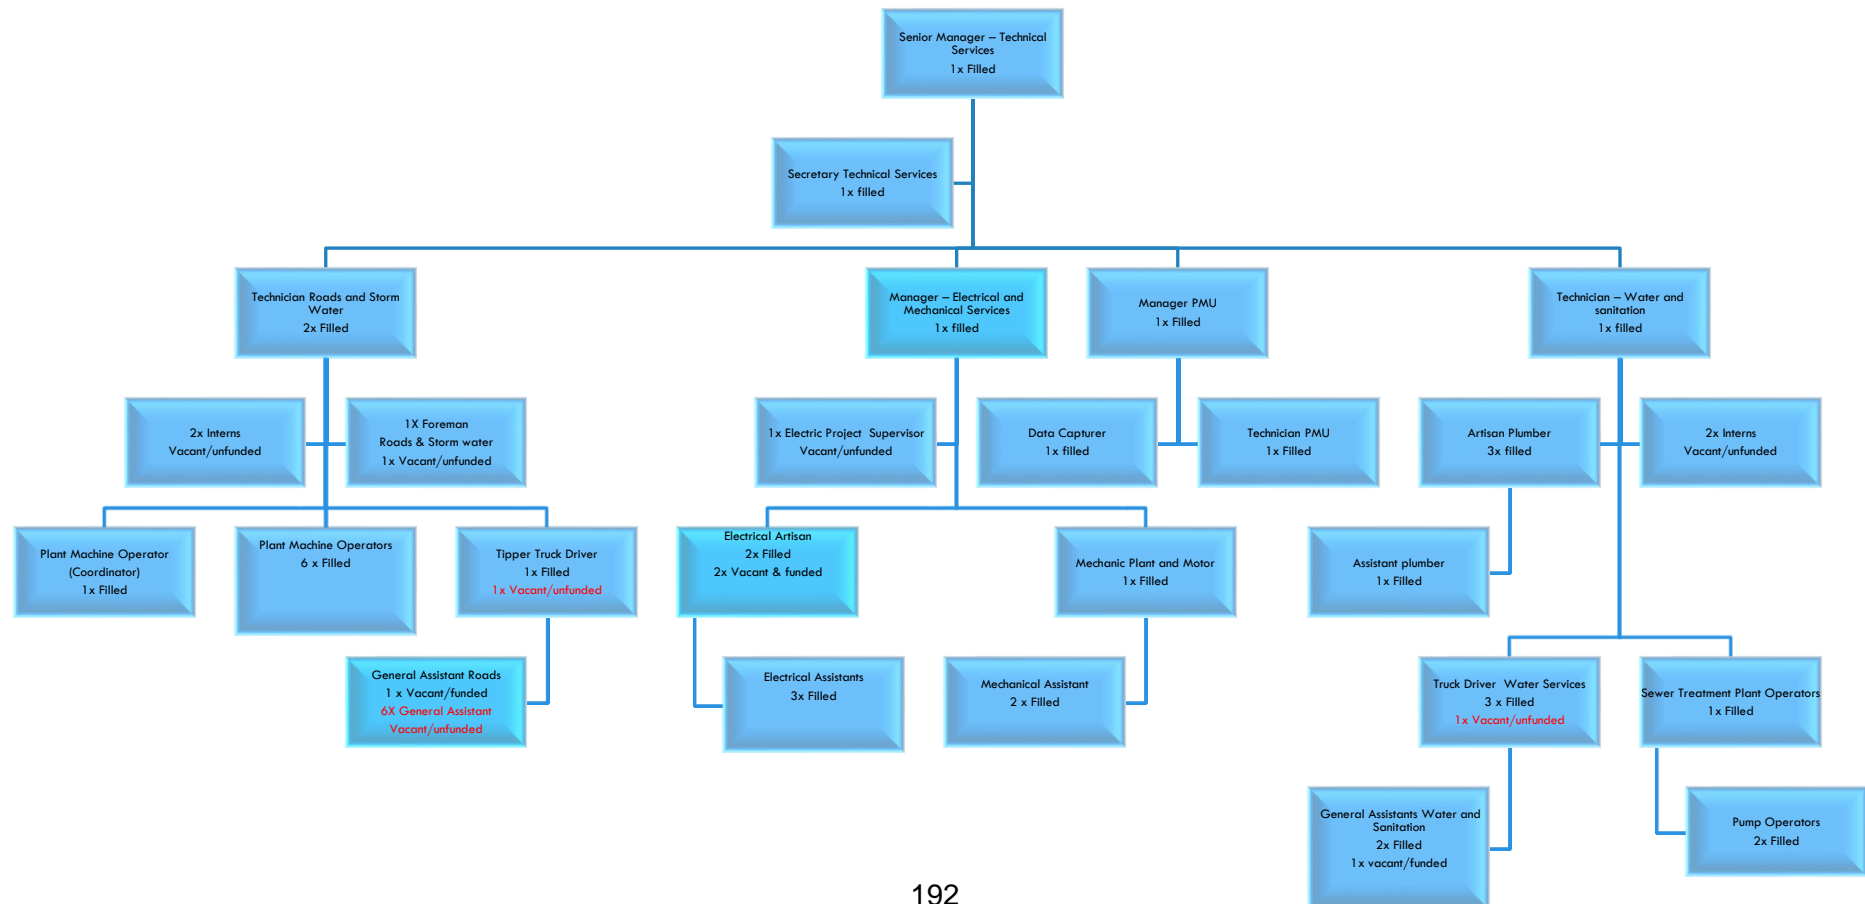 Senior Manager – Technical
Services
1x Filled
Secretary Technical Services
1x filled
Technician Roads and Storm
Water
2x Filled
Manager – Electrical and
Mechanical Services
1x filled
Manager PMU
1x Filled
Technician – Water and
sanitation
1x filled
2x Interns
Vacant/unfunded
1X Foreman
Roads & Storm water
1x Vacant/unfunded
1x Electric Project Supervisor
Vacant/unfunded
Data Capturer
1x filled
Technician PMU
1x Filled
Artisan Plumber
3x filled
2x Interns
Vacant/unfunded
Plant Machine Operator
(Coordinator)
1x Filled
Plant Machine Operators
6 x Filled
Tipper Truck Driver
1x Filled
1x Vacant/unfunded
Electrical Artisan
2x Filled
2x Vacant & funded
Mechanic Plant and Motor
1x Filled
Assistant plumber
1x Filled
General Assistant Roads
1 x Vacant/funded
6X General Assistant
Vacant/unfunded
Electrical Assistants
3x Filled
Mechanical Assistant
2 x Filled
Truck Driver Water Services
3 x Filled
1x Vacant/unfunded
Sewer Treatment Plant Operators
1x Filled
General Assistants Water and
Sanitation
2x Filled
1x vacant/funded
Pump Operators
2x Filled
192